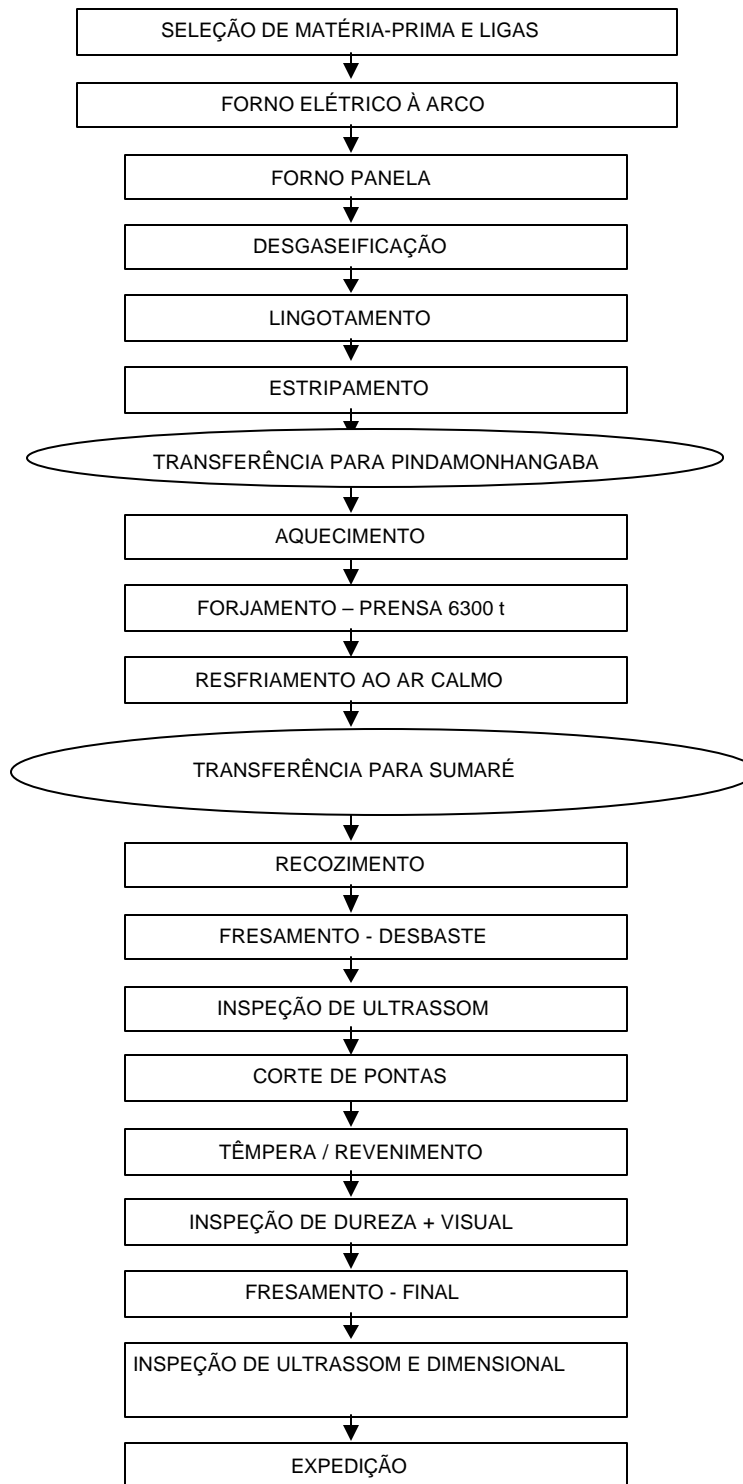 SELEÇÃO DE MATÉRIA-PRIMA E LIGAS
FORNO ELÉTRICO À ARCO
FORNO PANELA
DESGASEIFICAÇÃO
LINGOTAMENTO
ESTRIPAMENTO
TRANSFERÊNCIA PARA PINDAMONHANGABA
AQUECIMENTO
FORJAMENTO – PRENSA 6300 t
RESFRIAMENTO AO AR CALMO
TRANSFERÊNCIA PARA SUMARÉ
RECOZIMENTO
FRESAMENTO - DESBASTE
INSPEÇÃO DE ULTRASSOM
CORTE DE PONTAS
TÊMPERA / REVENIMENTO
INSPEÇÃO DE DUREZA + VISUAL
FRESAMENTO - FINAL
INSPEÇÃO DE ULTRASSOM E DIMENSIONAL
EXPEDIÇÃO